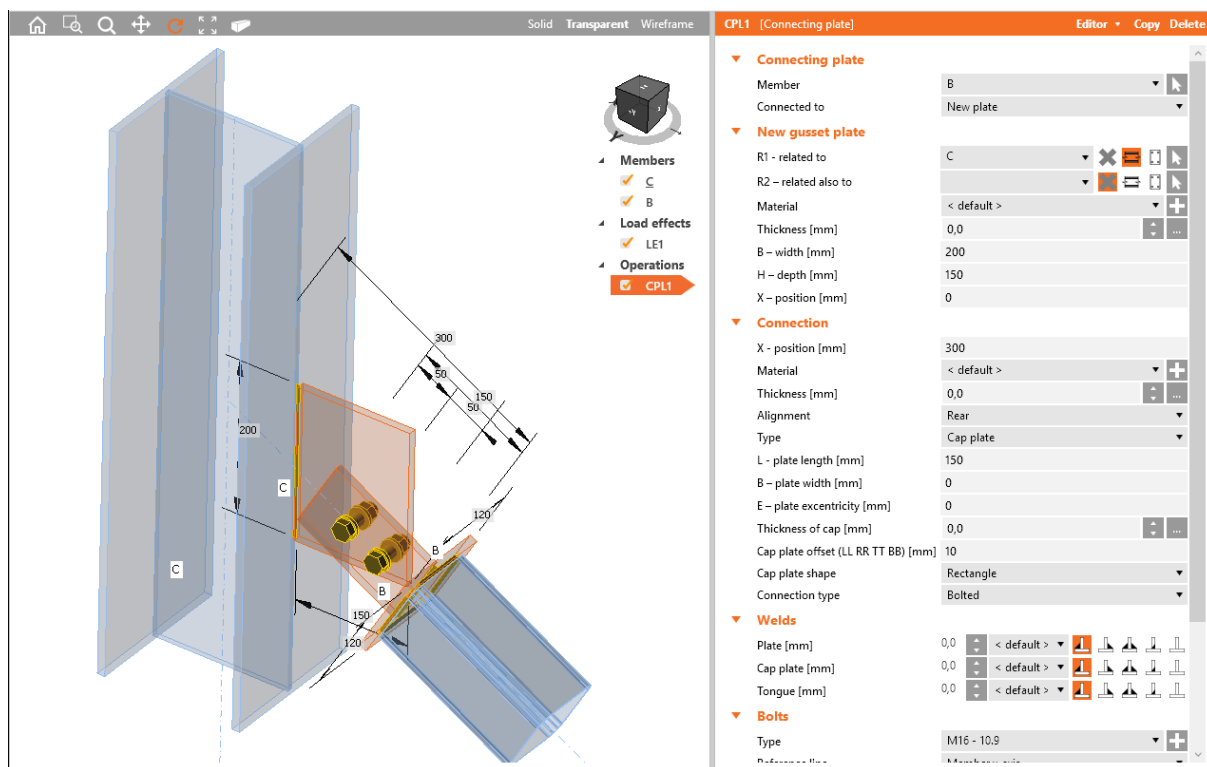 Solid Transparent Wireframe
CPL1 [Connecting plate] Editor Copy Delete
Members
C
B
Load effects
LE1
Operations
CPL1
300
50
150
50
200
C
120
B
C
B
150
120
Connecting plate
Member B
Connected to New plate
New gusset plate
R1 - related to C
R2 – related also to
Material < default >
Thickness [mm] 0,0
B – width [mm] 200
H – depth [mm] 150
X – position [mm] 0
Connection
X - position [mm] 300
Material < default >
Thickness [mm] 0,0
Alignment Rear
Type Cap plate
L - plate length [mm] 150
B – plate width [mm] 0
E – plate excentricity [mm] 0
Thickness of cap [mm] 0,0
Cap plate offset (LL RR TT BB) [mm] 10
Cap plate shape Rectangle
Connection type Bolted
Welds
Plate [mm] 0,0 < default >
Cap plate [mm] 0,0 < default >
Tongue [mm] 0,0 < default >
Bolts
Type M16 - 10.9